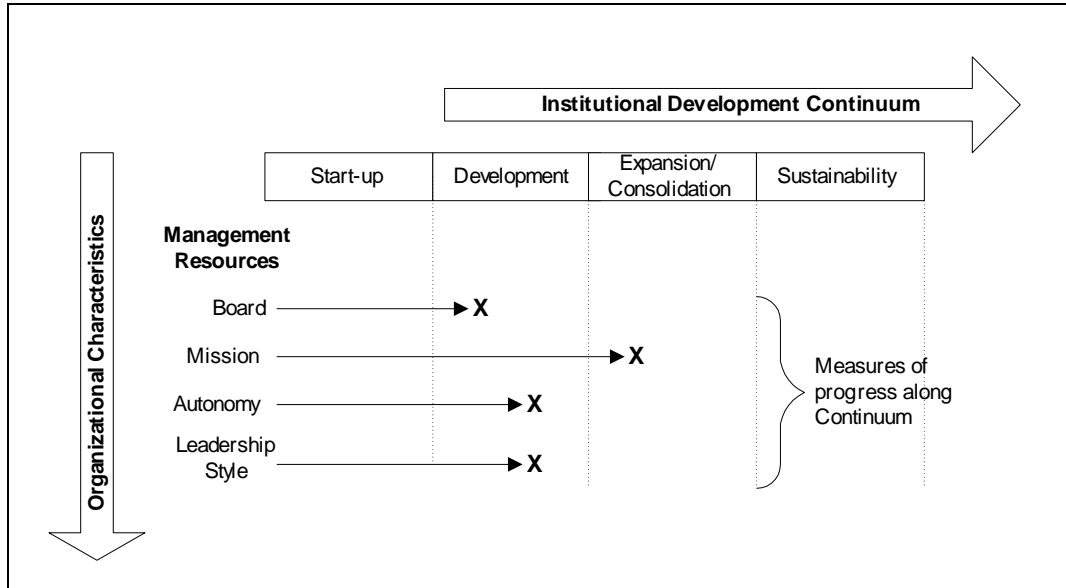 Institutional Development Continuum
Start-up
Development
Expansion/
Consolidation
Sustainability
Organizational Characteristics
Management
Resources
Board
X
Mission
X
Autonomy
X
Leadership
Style
X
Measures of
progress along
Continuum